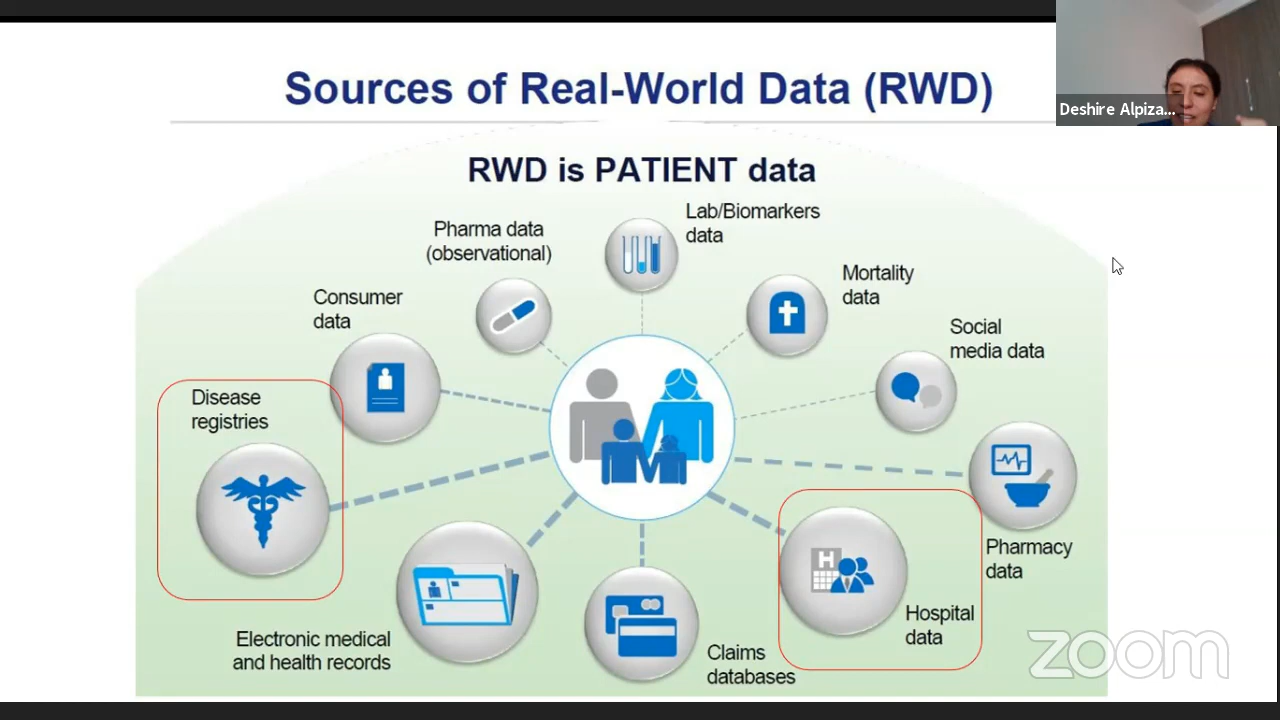 Sources of Real-World Data (RWD)
Deshire Alpiza...
RWD is PATIENT data
Lab/Biomarkers
data
Pharma data
(observational)
Mortality
data
Consumer
data
Social
media data
Disease
registries
Pharmacy
data
H
Hospital
data
Electronic medical
and health records
Claims
databases
zoom